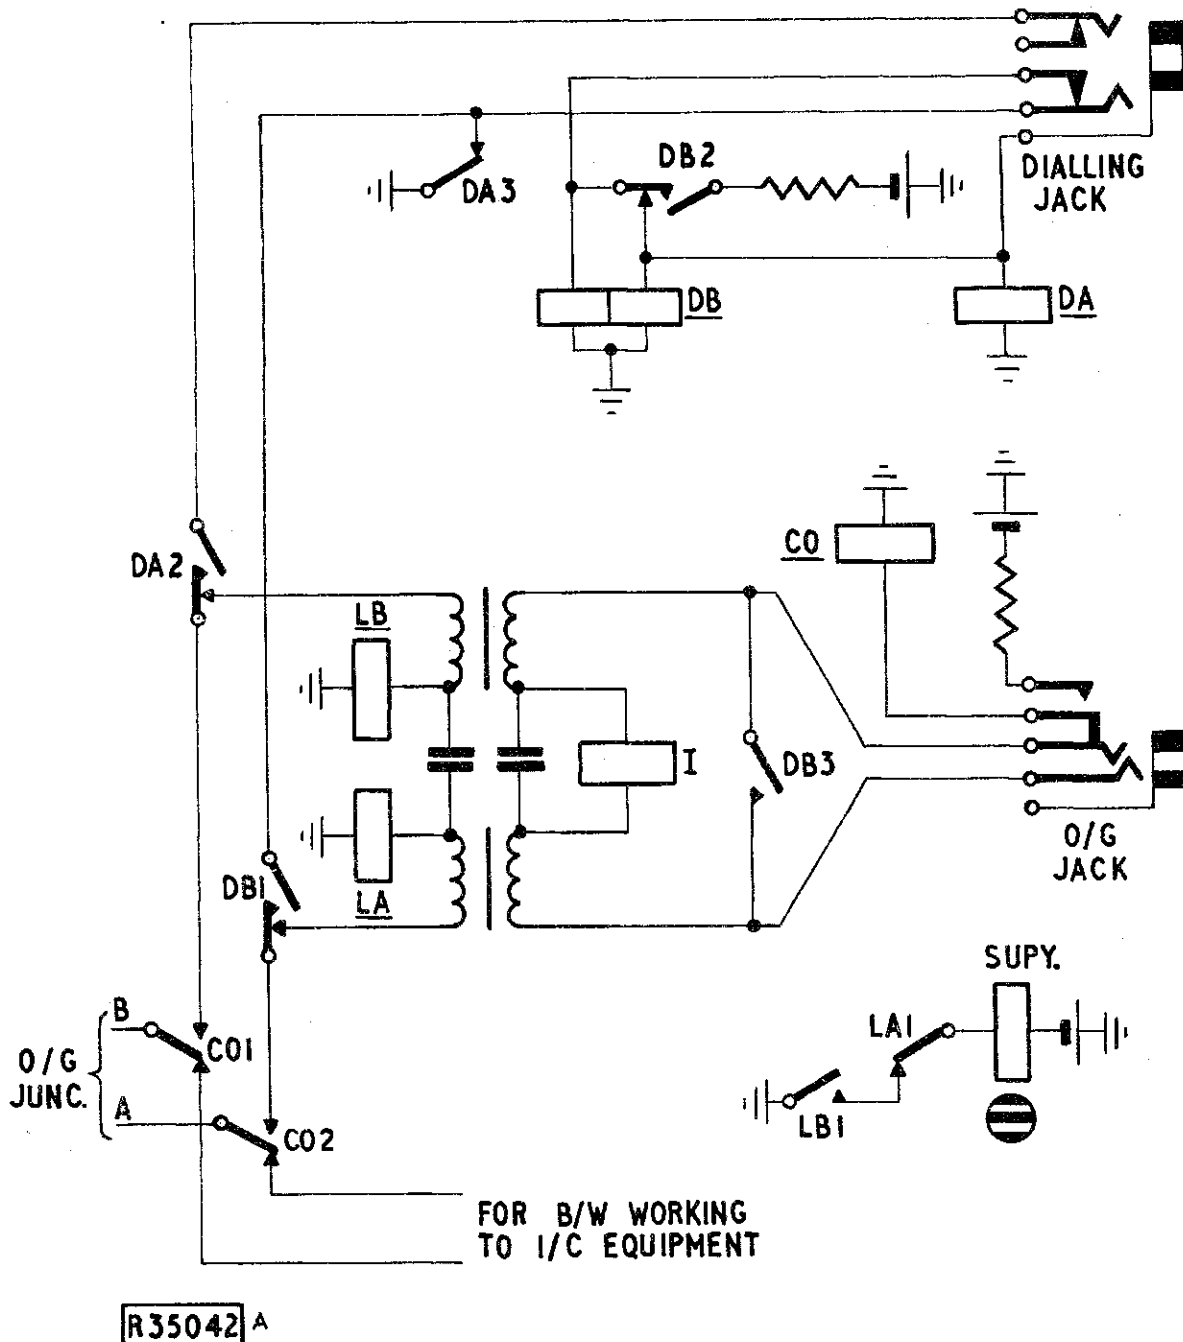 DB2
DA3
DIALLING
JACK
DB
DA
CO
DA2
LB
I
DB3
DB1
LA
O/G
JACK
SUPY.
LA1
LB1
B
O/G
JUNC.
CO1
A
CO2
FOR B/W WORKING
TO I/C EQUIPMENT
R35042 A